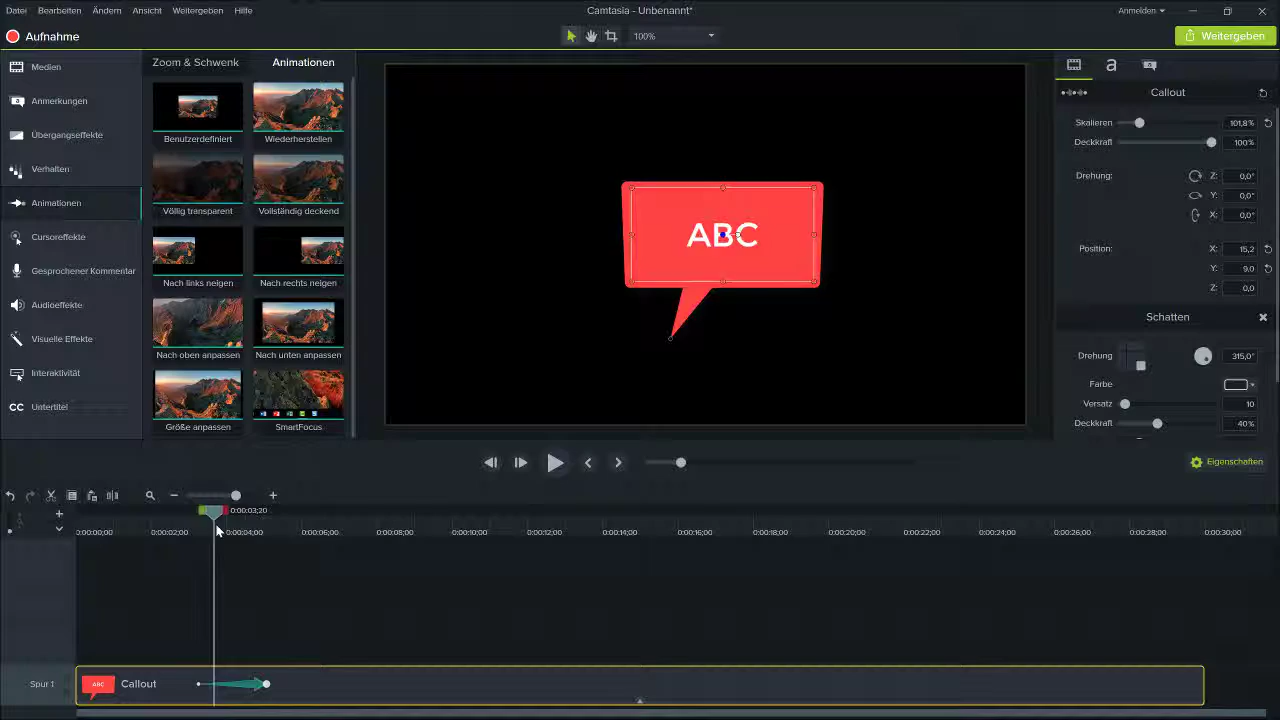 Datei Bearbeiten Ändern Ansicht Weitergeben Hilfe
Camtasia - Unbenannt*
Anmelden
Aufnahme
100%
Weitergeben
Medien
Anmerkungen
Übergangseffekte
Verhalten
Animationen
Cursoreffekte
Gesprochener Kommentar
Audioeffekte
Visuelle Effekte
Interaktivität
CC Untertitel
Zoom & Schwenk Animationen
Benutzerdefiniert Wiederherstellen
Völlig transparent Vollständig deckend
Nach links neigen Nach rechts neigen
Nach oben anpassen Nach unten anpassen
Größe anpassen SmartFocus
ABC
a
Callout
Skalieren 101,8%
Deckkraft 100%
Drehung: Z: 0,0°
Y: 0,0°
X: 0,0°
Position: X: 15,2
Y: 9,0
Z: 0,0
Schatten
Drehung 315,0°
Farbe
Versatz 10
Deckkraft 40%
Eigenschaften
0:00:03;20
0:00:00;00 0:00:02;00 0:00:04;00 0:00:06;00 0:00:08;00 0:00:10;00 0:00:12;00 0:00:14;00 0:00:16;00 0:00:18;00 0:00:20;00 0:00:22;00 0:00:24;00 0:00:26;00 0:00:28;00 0:00:30;00
Spur 1 ABC Callout